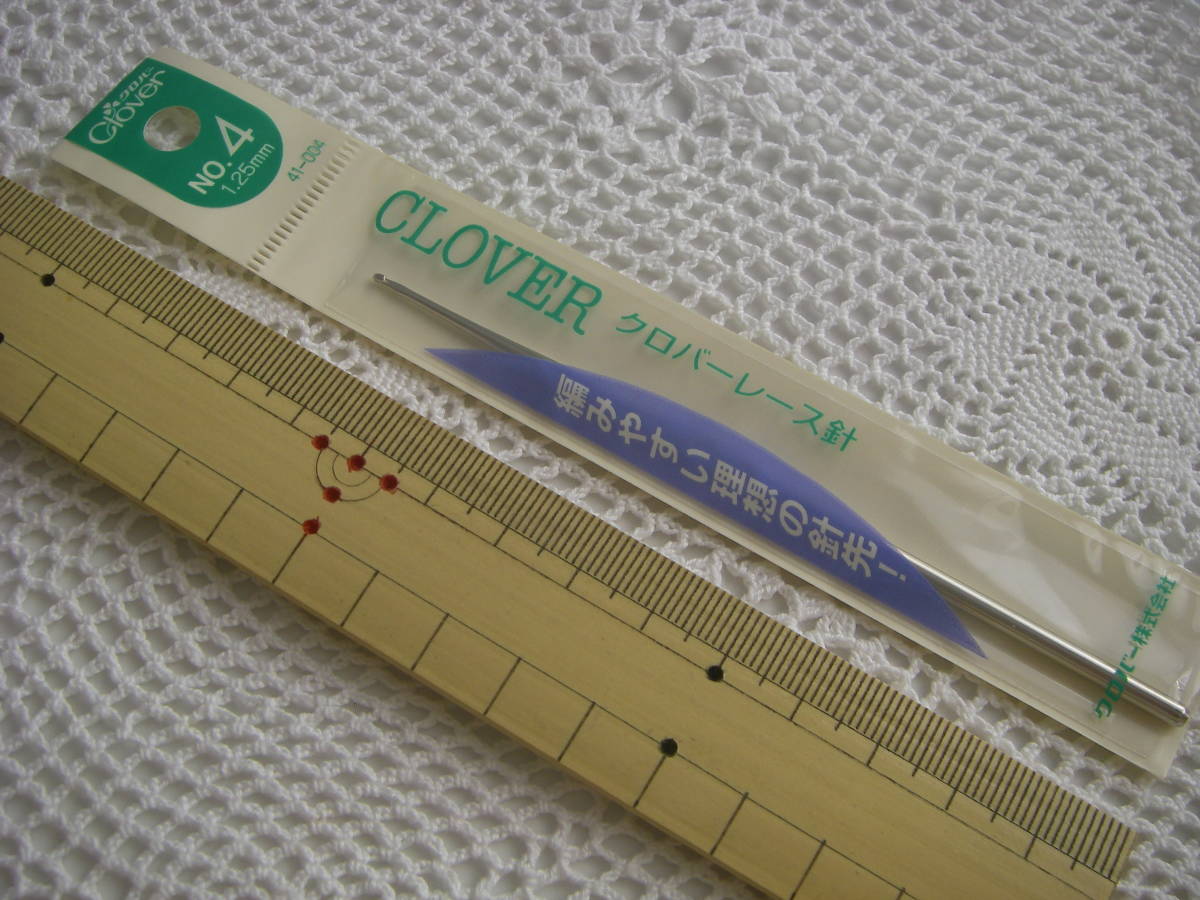 クロバー
Clover
NO.4
1.25mm
41-004
CLOVER
クロバーレース針
編みやすい理想の針先!
クロバー株式会社